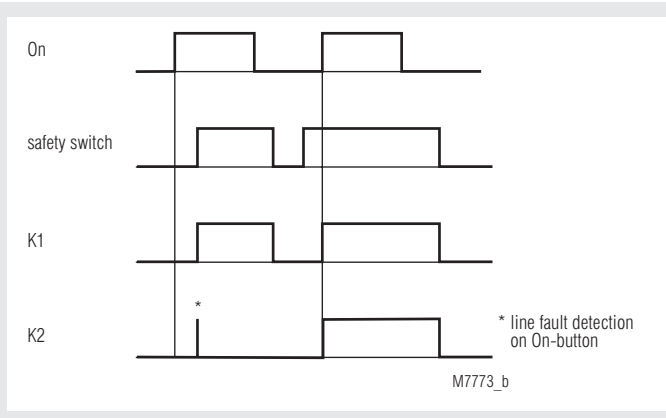 On
safety switch
K1
*
K2
* line fault detection
on On-button
M7773_b